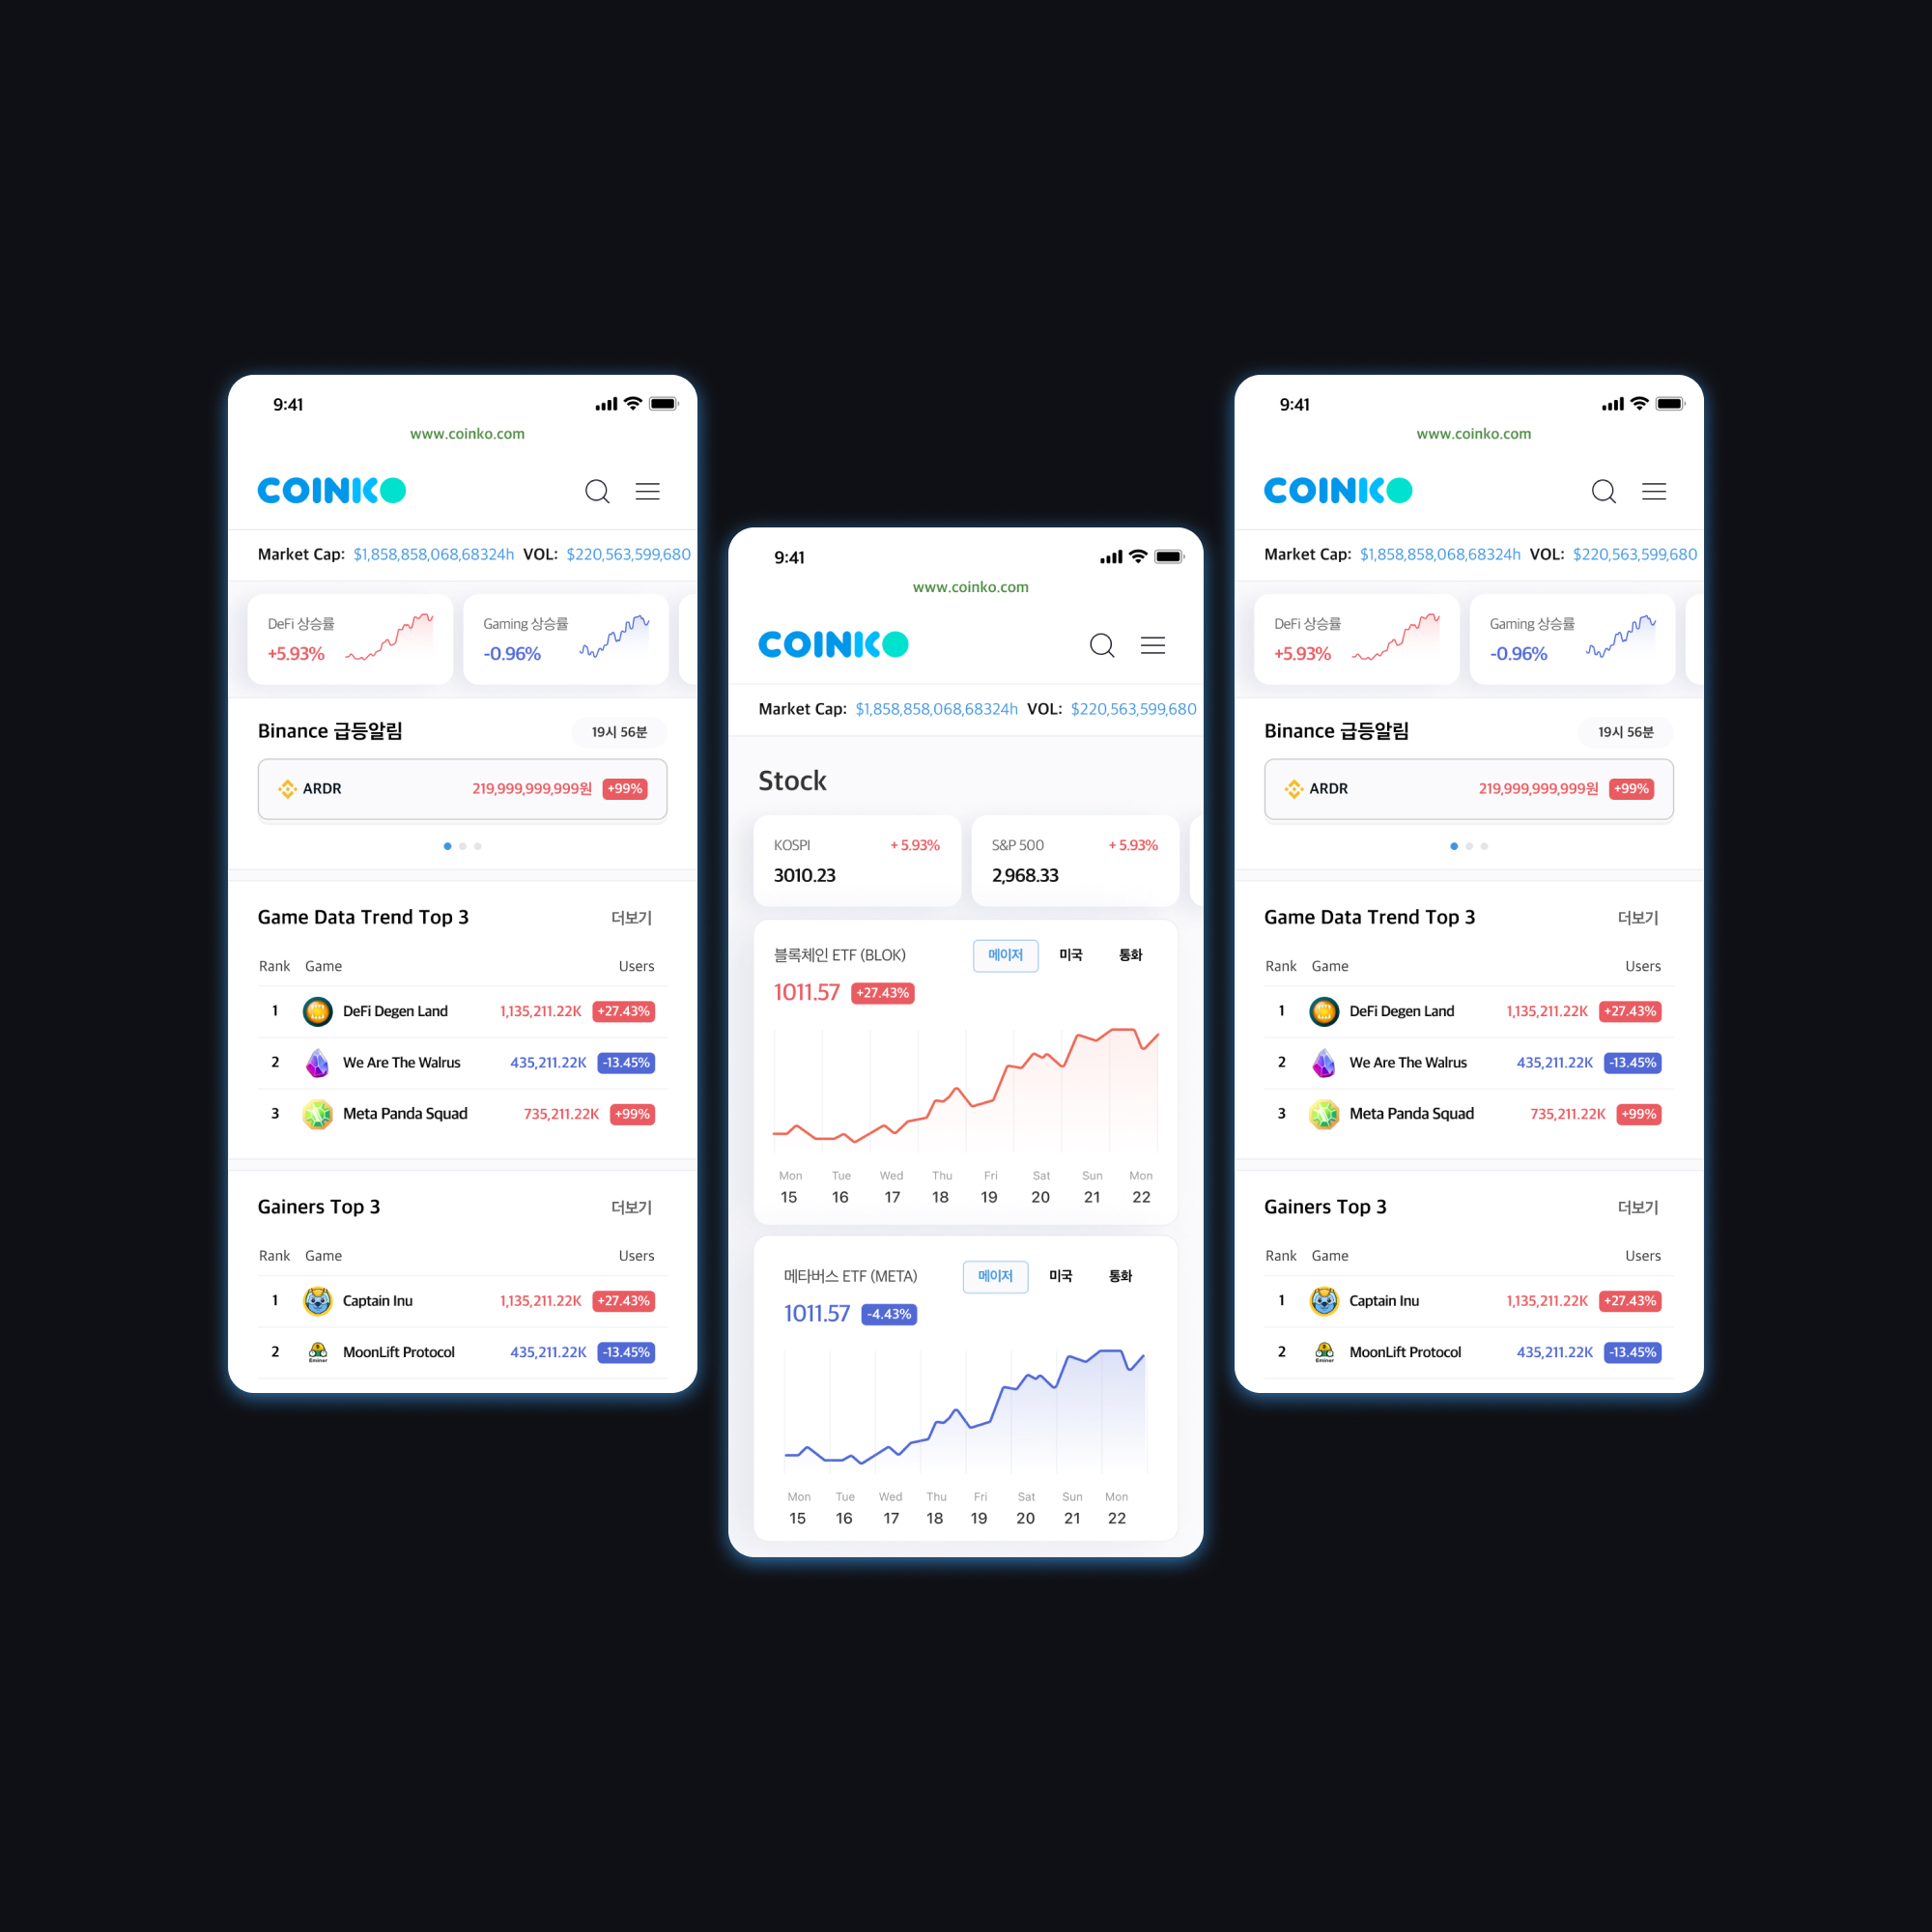 9:41
www.coinko.com
COINKO
Market Cap: $1,858,858,068,68324h VOL: $220,563,599,680
DeFi 상승률
+5.93%
Gaming 상승률
-0.96%
Binance 급등알림 19시 56분
ARDR 219,999,999,999원 +99%
Game Data Trend Top 3 더보기
Rank Game Users
1 DeFi Degen Land 1,135,211.22K +27.43%
2 We Are The Walrus 435,211.22K -13.45%
3 Meta Panda Squad 735,211.22K +99%
Gainers Top 3 더보기
Rank Game Users
1 Captain Inu 1,135,211.22K +27.43%
2 Eminer MoonLift Protocol 435,211.22K -13.45%
9:41
www.coinko.com
COINKO
Market Cap: $1,858,858,068,68324h VOL: $220,563,599,680
Stock
KOSPI + 5.93%
3010.23
S&P 500 + 5.93%
2,968.33
블록체인 ETF (BLOK) 메이저 미국 통화
1011.57 +27.43%
Mon Tue Wed Thu Fri Sat Sun Mon
15 16 17 18 19 20 21 22
메타버스 ETF (META) 메이저 미국 통화
1011.57 -4.43%
Mon Tue Wed Thu Fri Sat Sun Mon
15 16 17 18 19 20 21 22
9:41
www.coinko.com
COINKO
Market Cap: $1,858,858,068,68324h VOL: $220,563,599,680
DeFi 상승률
+5.93%
Gaming 상승률
-0.96%
Binance 급등알림 19시 56분
ARDR 219,999,999,999원 +99%
Game Data Trend Top 3 더보기
Rank Game Users
1 DeFi Degen Land 1,135,211.22K +27.43%
2 We Are The Walrus 435,211.22K -13.45%
3 Meta Panda Squad 735,211.22K +99%
Gainers Top 3 더보기
Rank Game Users
1 Captain Inu 1,135,211.22K +27.43%
2 Eminer MoonLift Protocol 435,211.22K -13.45%